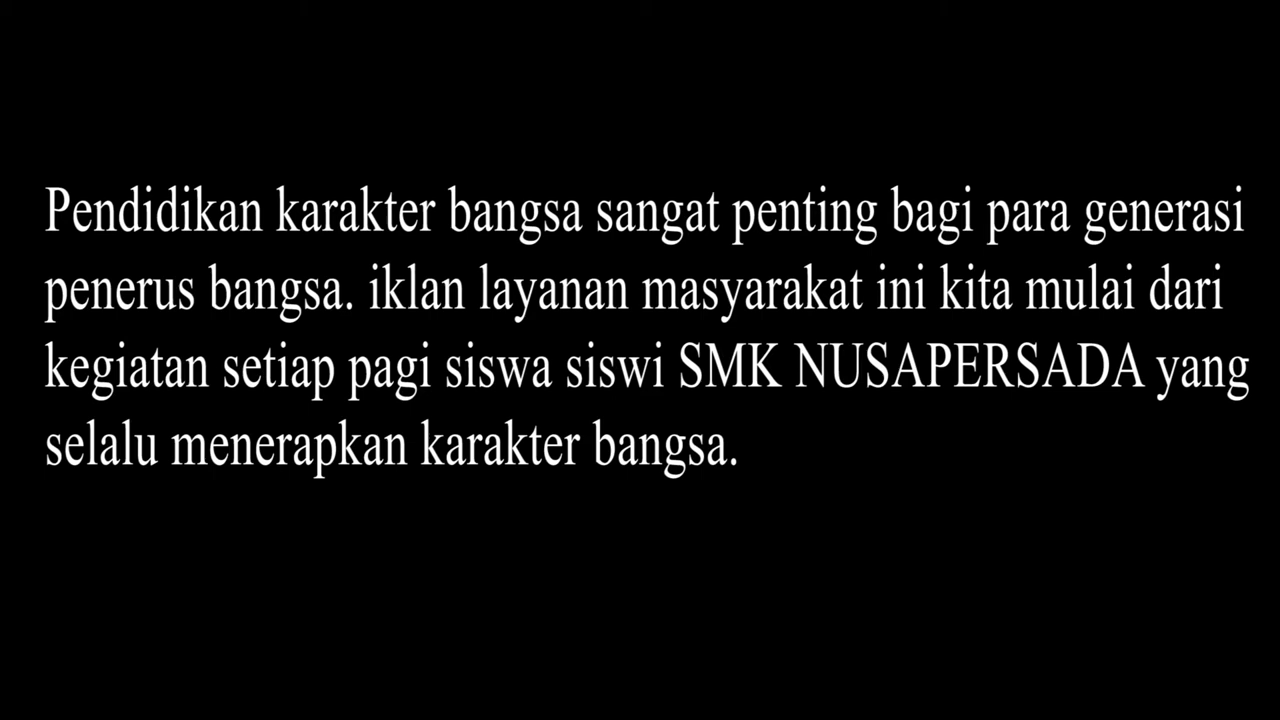 Pendidikan karakter bangsa sangat penting bagi para generasi
penerus bangsa. iklan layanan masyarakat ini kita mulai dari
kegiatan setiap pagi siswa siswi SMK NUSAPERSADA yang
selalu menerapkan karakter bangsa.